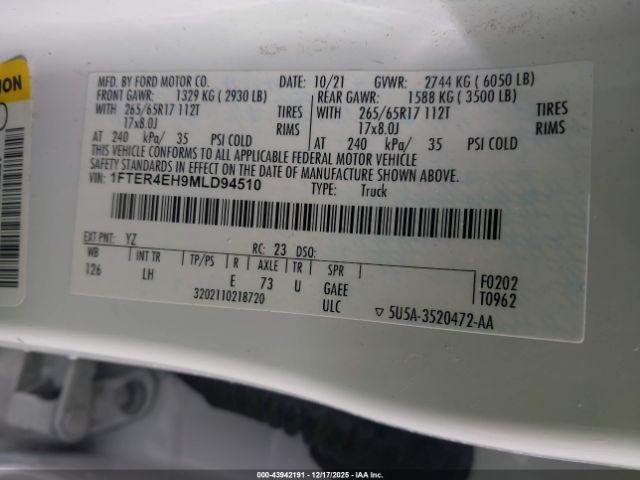 ION
MFD. BY FORD MOTOR CO. DATE: 10/21 GVWR: 2744 KG ( 6050 LB)
FRONT GAWR: 1329 KG ( 2930 LB) REAR GAWR: 1588 KG ( 3500 LB)
WITH 265/65R17 112T TIRES WITH 265/65R17 112T TIRES
17x8.0J RIMS 17x8.0J RIMS
AT 240 kPa/ 35 PSI COLD AT 240 kPa/ 35 PSI COLD
THIS VEHICLE CONFORMS TO ALL APPLICABLE FEDERAL MOTOR VEHICLE
SAFETY STANDARDS IN EFFECT ON THE DATE OF MANUFACTURE SHOWN ABOVE.
VIN: 1FTER4EH9MLD94510
TYPE: Truck
EXT PNT: YZ RC: 23 DSO:
WB INT TR TP/PS R AXLE TR SPR
126 LH E 73 U GAEE
F0202
T0962
3202110218720 ULC ▽ 5U5A-3520472-AA
000-43942191 - 12/17/2025 - IAA Inc.